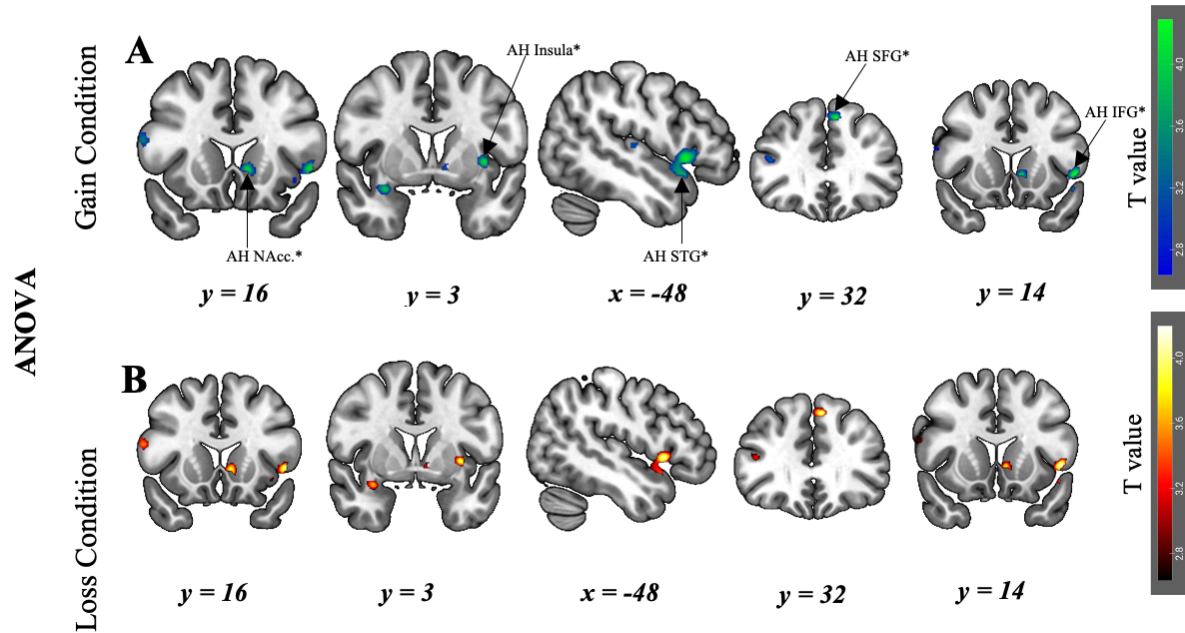 ANOVA
Gain Condition
A
AH Insula*
AH SFG*
AH IFG*
AH NAcc.*
AH STG*
y = 16
y = 3
x = -48
y = 32
y = 14
T value
4.0
3.6
3.2
2.8
Loss Condition
B
y = 16
y = 3
x = -48
y = 32
y = 14
T value
4.0
3.6
3.2
2.8